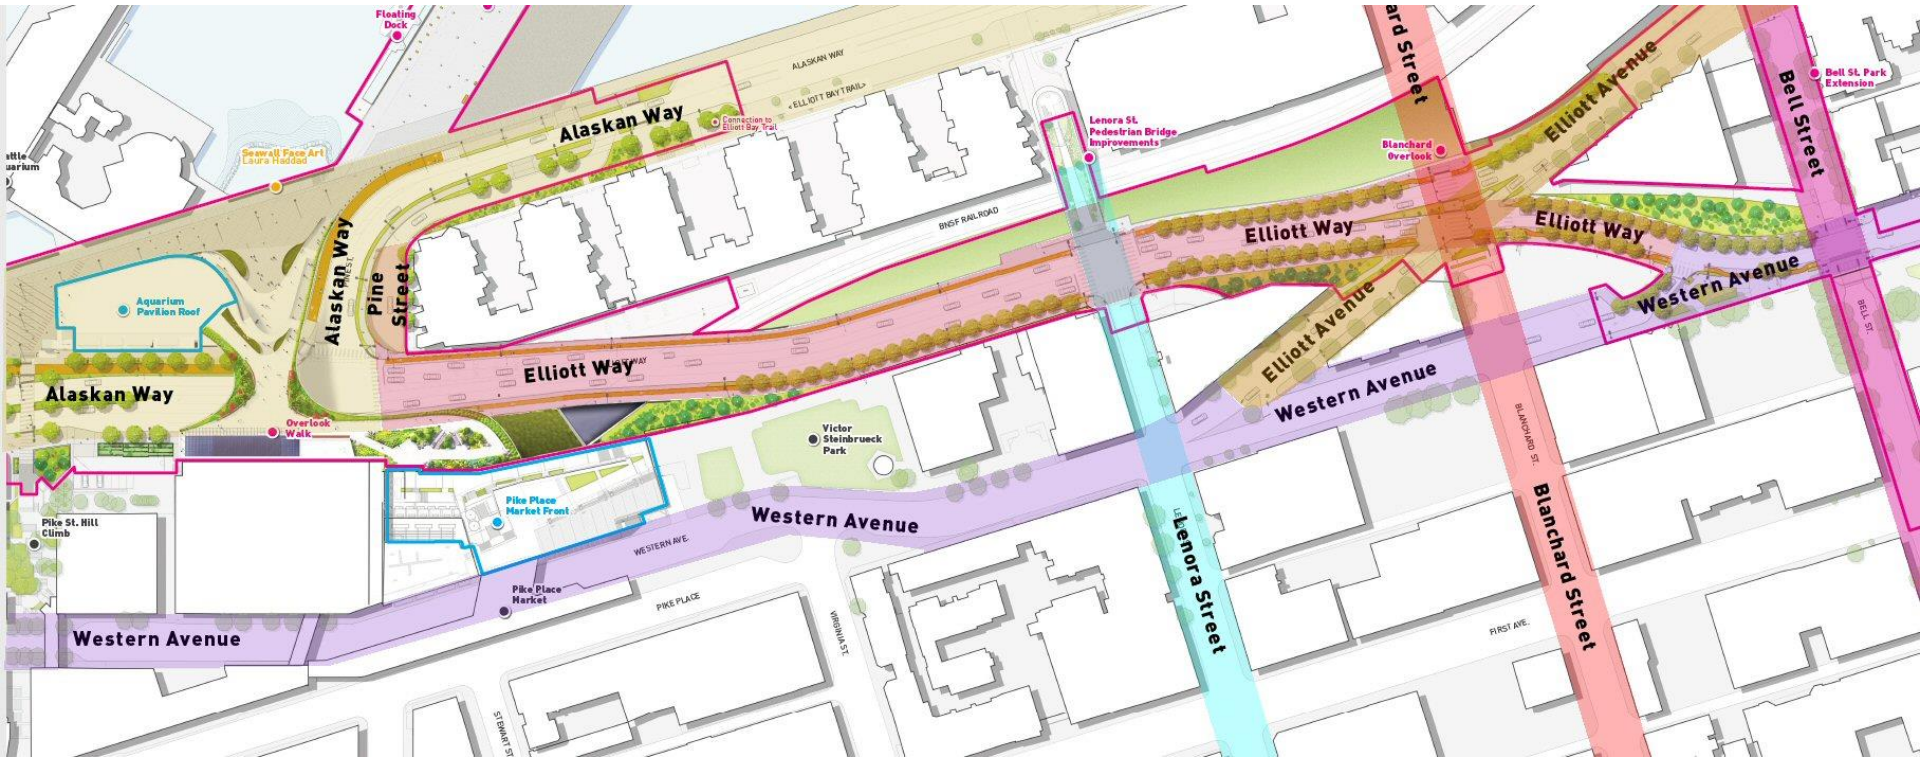 Floating
Dock
ard Street
Elliott Avenue
Bell Street
Bell St. Park
Extension
ALASKAN WAY
<ELLIOTT BAY TRAIL>
Alaskan Way
Connection to
Elliott Bay Trail
Lenora St.
Pedestrian Bridge
Improvements
Blanchard
Overlook
Seawall Face Art
Laura Haddad
attle
uarium
BNSF RAILROAD
Elliott Way
Elliott Way
Alaskan Way
Pine
Street
Western Avenue
Aquarium
Pavilion Roof
BELL ST.
Elliott Avenue
Elliott Way
Alaskan Way
Western Avenue
Overlook
Walk
Victor
Steinbrueck
Park
BLANCHARD ST.
Pike Place
Market Front
Western Avenue
Pike St. Hill
Climb
WESTERN AVE.
Lenora Street
Blanchard Street
Pike Place
Market
PIKE PLACE
VIRGINIA ST.
FIRST AVE.
Western Avenue
STEWART ST